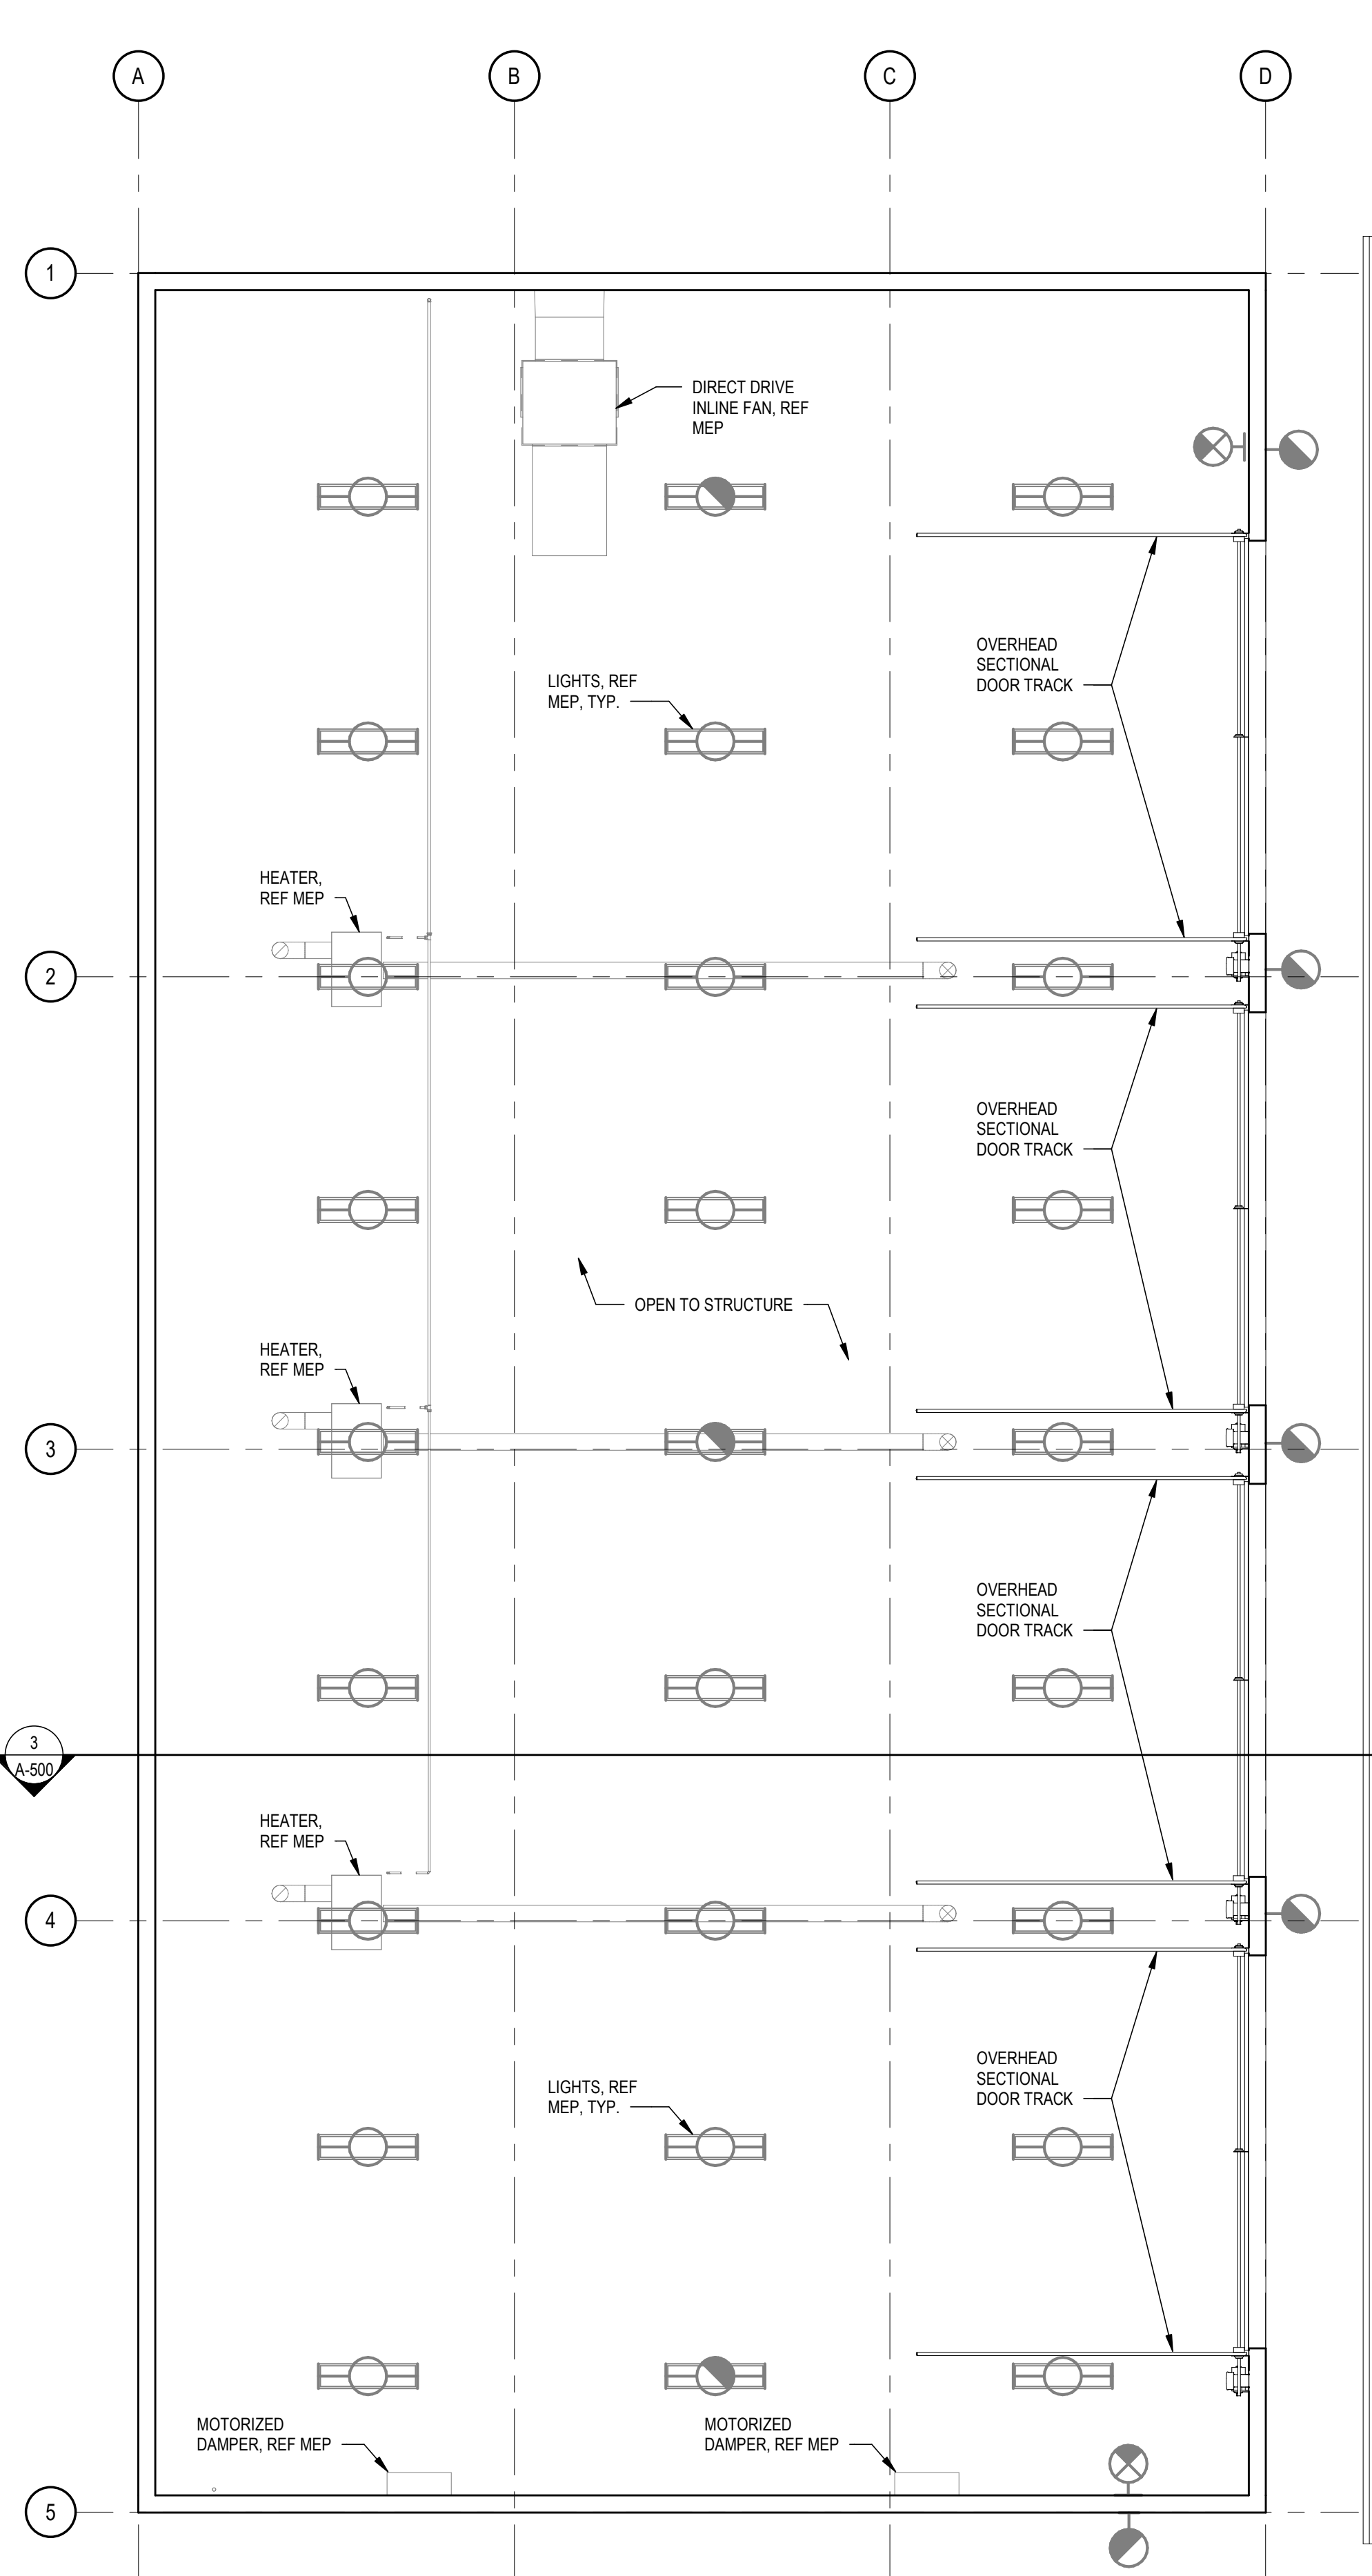 A
B
C
D
1
DIRECT DRIVE
INLINE FAN, REF
MEP
OVERHEAD
SECTIONAL
DOOR TRACK
LIGHTS, REF
MEP, TYP.
HEATER,
REF MEP
2
OVERHEAD
SECTIONAL
DOOR TRACK
OPEN TO STRUCTURE
HEATER,
REF MEP
3
OVERHEAD
SECTIONAL
DOOR TRACK
3
A-500
HEATER,
REF MEP
4
OVERHEAD
SECTIONAL
DOOR TRACK
LIGHTS, REF
MEP, TYP.
MOTORIZED
DAMPER, REF MEP
MOTORIZED
DAMPER, REF MEP
5